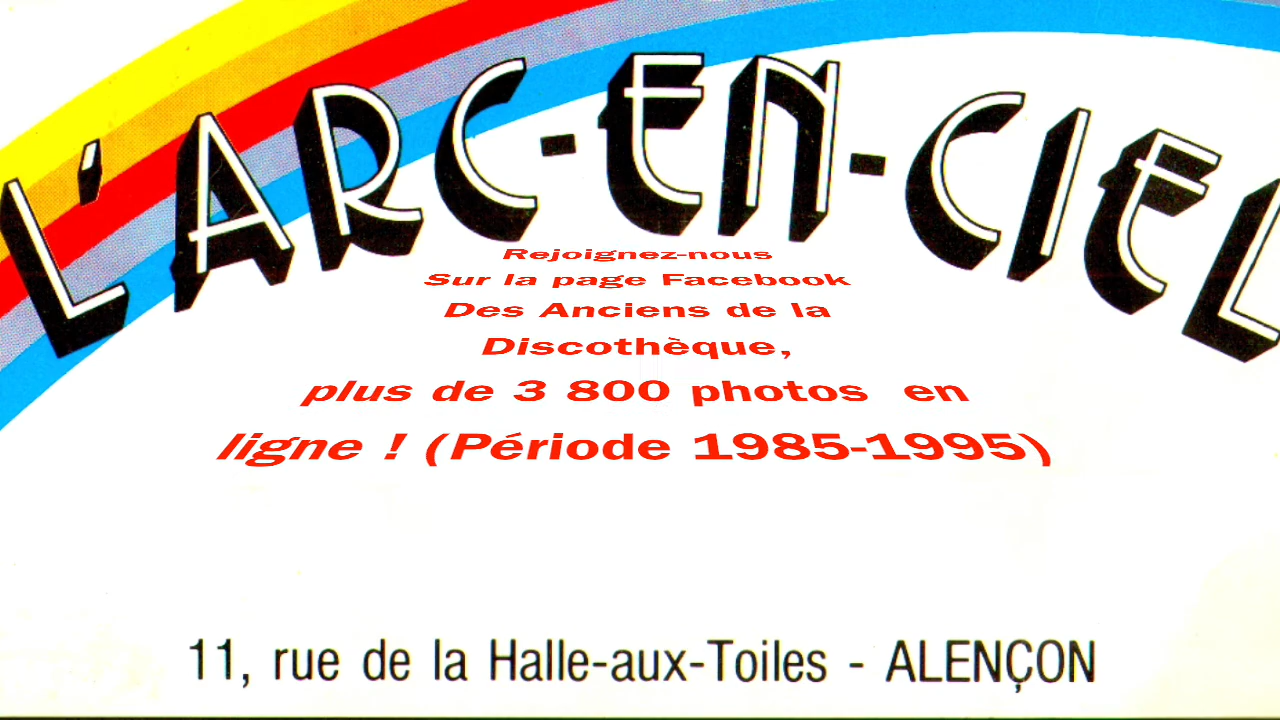 L'ARC-EN-CIEL
Rejoignez-nous
Sur la page Facebook
Des Anciens de la
Discothèque,
plus de 3 800 photos en
ligne ! (Période 1985-1995)
11, rue de la Halle-aux-Toiles - ALENÇON